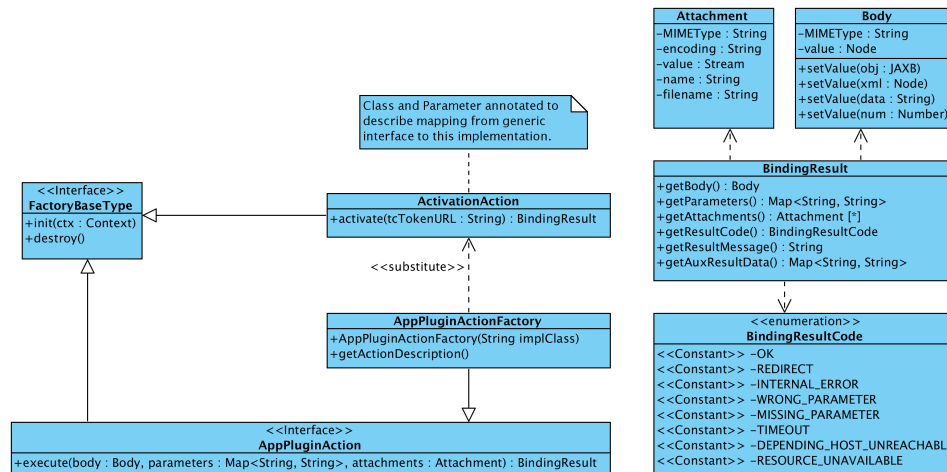 Attachment
-MIMEType : String
-encoding : String
-value : Stream
-name : String
-filename : String
Body
-MIMEType : String
-value : Node
+setValue(obj : JAXB)
+setValue(xml : Node)
+setValue(data : String)
+setValue(num : Number)
Class and Parameter annotated to
describe mapping from generic
interface to this implementation.
<<Interface>>
FactoryBaseType
+init(ctx : Context)
+destroy()
ActivationAction
+activate(tcTokenURL : String) : BindingResult
BindingResult
+getBody() : Body
+getParameters() : Map<String, String>
+getAttachments() : Attachment [*]
+getResultCode() : BindingResultCode
+getResultMessage() : String
+getAuxResultData() : Map<String, String>
<<substitute>>
AppPluginActionFactory
+AppPluginActionFactory(String implClass)
+getActionDescription()
<<enumeration>>
BindingResultCode
<<Constant>> -OK
<<Constant>> -REDIRECT
<<Constant>> -INTERNAL_ERROR
<<Constant>> -WRONG_PARAMETER
<<Constant>> -MISSING_PARAMETER
<<Constant>> -TIMEOUT
<<Constant>> -DEPENDING_HOST_UNREACHABL
<<Constant>> -RESOURCE_UNAVAILABLE
<<Interface>>
AppPluginAction
+execute(body : Body, parameters : Map<String, String>, attachments : Attachment) : BindingResult